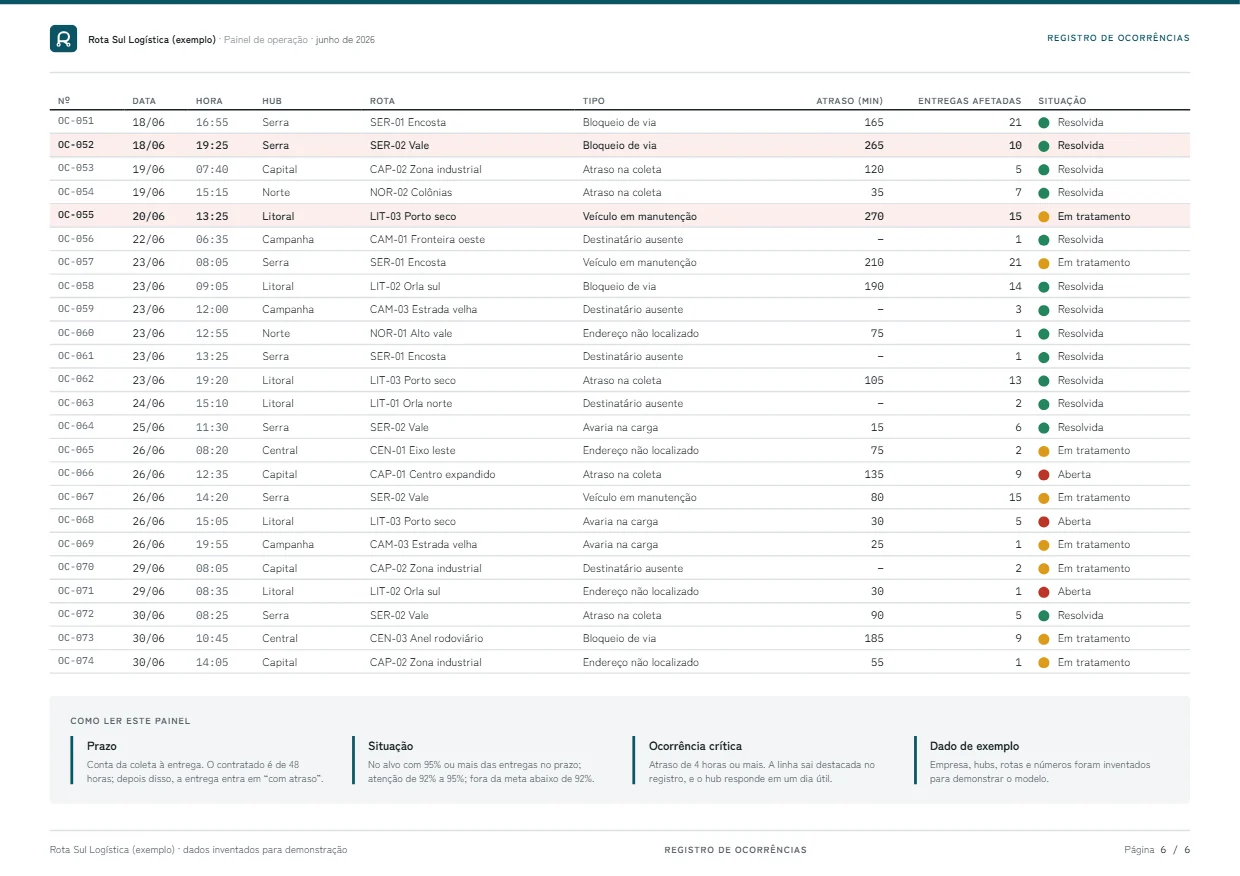 Rota Sul Logística (exemplo) · Painel de operação · junho de 2026
REGISTRO DE OCORRÊNCIAS
Nº DATA HORA HUB ROTA TIPO ATRASO (MIN) ENTREGAS AFETADAS SITUAÇÃO
OC-051 18/06 16:55 Serra SER-01 Encosta Bloqueio de via 165 21 Resolvida
OC-052 18/06 19:25 Serra SER-02 Vale Bloqueio de via 265 10 Resolvida
OC-053 19/06 07:40 Capital CAP-02 Zona industrial Atraso na coleta 120 5 Resolvida
OC-054 19/06 15:15 Norte NOR-02 Colônias Atraso na coleta 35 7 Resolvida
OC-055 20/06 13:25 Litoral LIT-03 Porto seco Veículo em manutenção 270 15 Em tratamento
OC-056 22/06 06:35 Campanha CAM-01 Fronteira oeste Destinatário ausente – 1 Resolvida
OC-057 23/06 08:05 Serra SER-01 Encosta Veículo em manutenção 210 21 Em tratamento
OC-058 23/06 09:05 Litoral LIT-02 Orla sul Bloqueio de via 190 14 Resolvida
OC-059 23/06 12:00 Campanha CAM-03 Estrada velha Destinatário ausente – 3 Resolvida
OC-060 23/06 12:55 Norte NOR-01 Alto vale Endereço não localizado 75 1 Resolvida
OC-061 23/06 13:25 Serra SER-01 Encosta Destinatário ausente – 1 Resolvida
OC-062 23/06 19:20 Litoral LIT-03 Porto seco Atraso na coleta 105 13 Resolvida
OC-063 24/06 15:10 Litoral LIT-01 Orla norte Destinatário ausente – 2 Resolvida
OC-064 25/06 11:30 Serra SER-02 Vale Avaria na carga 15 6 Resolvida
OC-065 26/06 08:20 Central CEN-01 Eixo leste Endereço não localizado 75 2 Em tratamento
OC-066 26/06 12:35 Capital CAP-01 Centro expandido Atraso na coleta 135 9 Aberta
OC-067 26/06 14:20 Serra SER-02 Vale Veículo em manutenção 80 15 Em tratamento
OC-068 26/06 15:05 Litoral LIT-03 Porto seco Avaria na carga 30 5 Aberta
OC-069 26/06 19:55 Campanha CAM-03 Estrada velha Avaria na carga 25 1 Em tratamento
OC-070 29/06 08:05 Capital CAP-02 Zona industrial Destinatário ausente – 2 Em tratamento
OC-071 29/06 08:35 Litoral LIT-02 Orla sul Endereço não localizado 30 1 Aberta
OC-072 30/06 08:25 Serra SER-02 Vale Atraso na coleta 90 5 Resolvida
OC-073 30/06 10:45 Central CEN-03 Anel rodoviário Bloqueio de via 185 9 Em tratamento
OC-074 30/06 14:05 Capital CAP-02 Zona industrial Endereço não localizado 55 1 Em tratamento
COMO LER ESTE PAINEL
Prazo
Conta da coleta à entrega. O contratado é de 48
horas; depois disso, a entrega entra em “com atraso”.
Situação
No alvo com 95% ou mais das entregas no prazo;
atenção de 92% a 95%; fora da meta abaixo de 92%.
Ocorrência crítica
Atraso de 4 horas ou mais. A linha sai destacada no
registro, e o hub responde em um dia útil.
Dado de exemplo
Empresa, hubs, rotas e números foram inventados
para demonstrar o modelo.
Rota Sul Logística (exemplo) · dados inventados para demonstração
REGISTRO DE OCORRÊNCIAS
Página 6 / 6